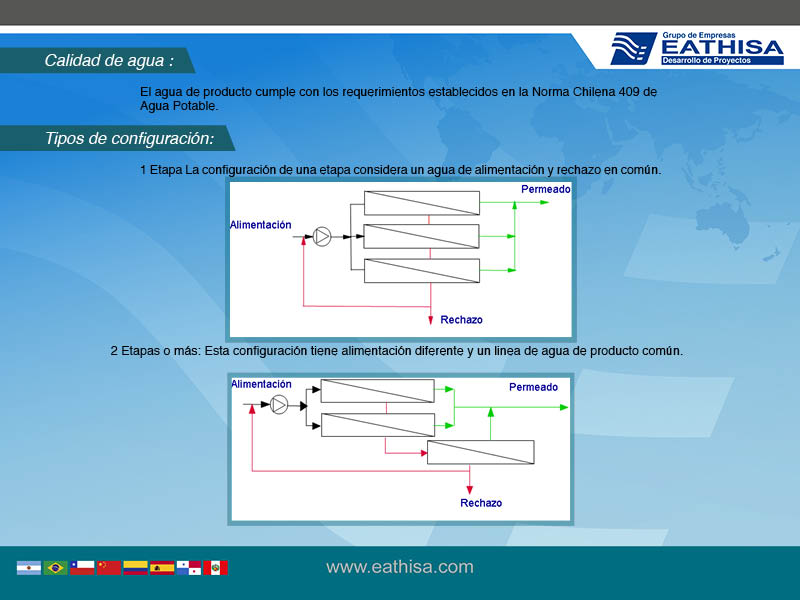 Grupo de Empresas
EATHISA
Desarrollo de Proyectos
Calidad de agua :
El agua de producto cumple con los requerimientos establecidos en la Norma Chilena 409 de
Agua Potable.
Tipos de configuración:
1 Etapa La configuración de una etapa considera un agua de alimentación y rechazo en común.
Permeado
Alimentación
Rechazo
2 Etapas o más: Esta configuración tiene alimentación diferente y un linea de agua de producto común.
Alimentación
Permeado
Rechazo
www.eathisa.com